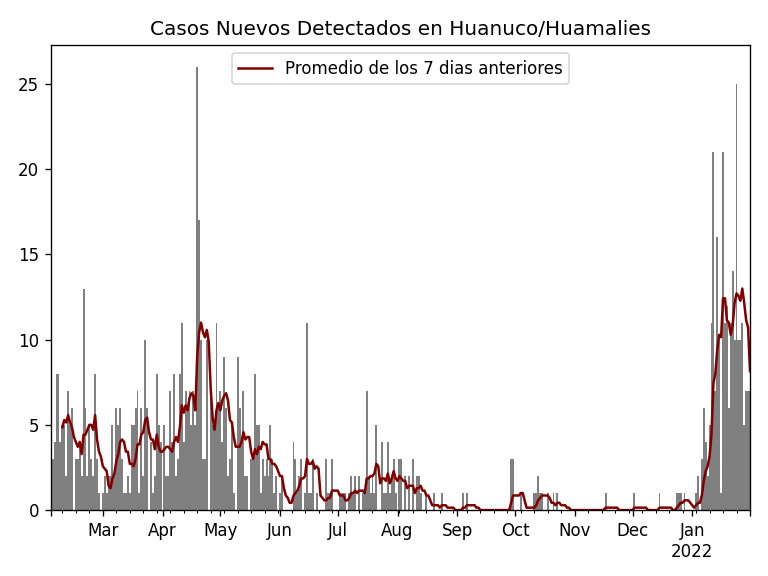 Casos Nuevos Detectados en Huanuco/Huamalies
Promedio de los 7 dias anteriores
25
20
15
10
5
0
Mar Apr May Jun Jul Aug Sep Oct Nov Dec Jan
2022